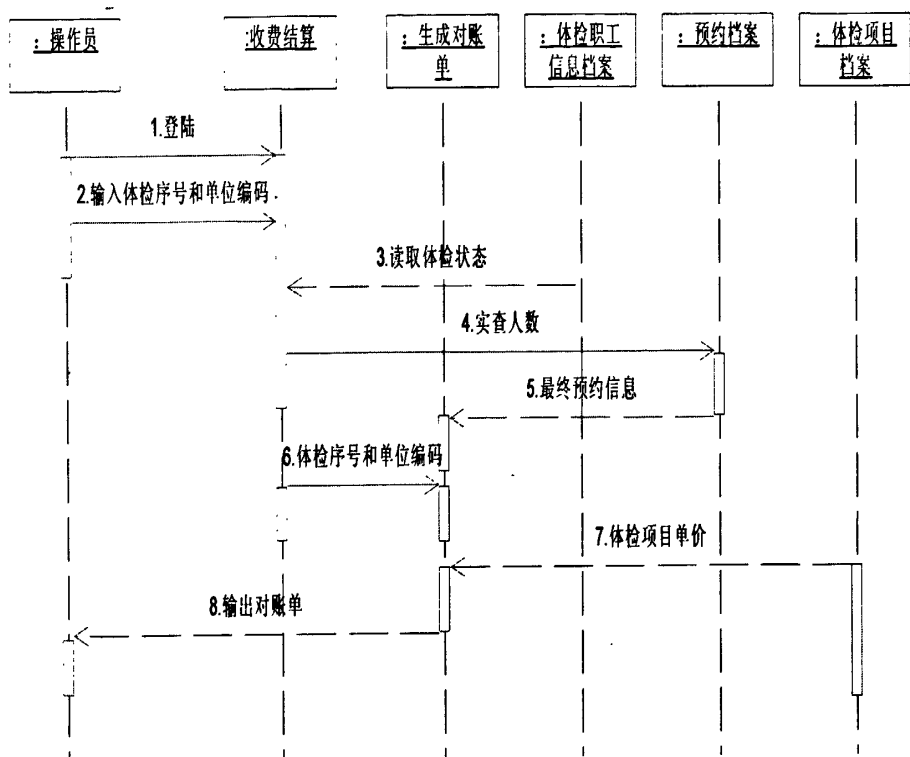 ：操作员
:收费结算
：生成对账
单
：体检职工
信息档案
：预约档案
：体检项目
档案
1.登陆
2.输入体检序号和单位编码
3.读取体检状态
4.实查人数
5.最终预约信息
6.体检序号和单位编码
7.体检项目单价
8.输出对账单